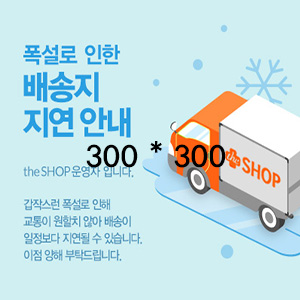 폭설로 인한
배송지
지연 안내
300 * 300
the SHOP 운영자 입니다.
the SHOP
갑작스런 폭설로 인해
교통이 원할치 않아 배송이
일정보다 지연될 수 있습니다.
이점 양해 부탁드립니다.